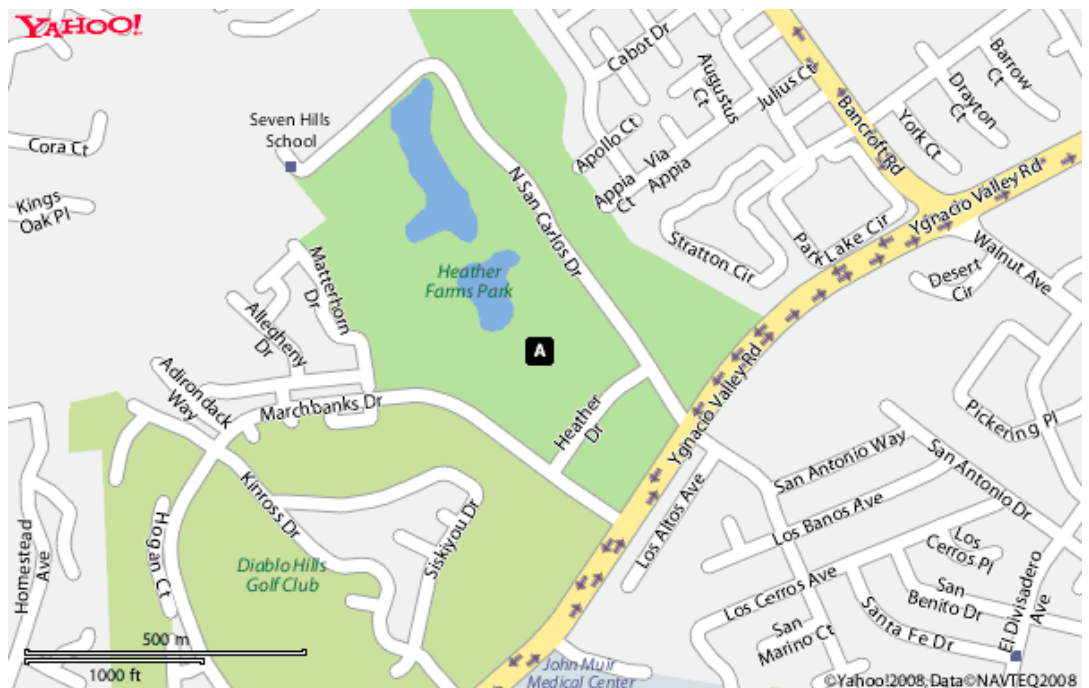 YAHOO!
Cabot Dr
Augustus
Ct
Julius Ct
Barrow
Ct
Drayton
Ct
York Ct
Bancroft Rd
Seven Hills
School
Cora Ct
Kings
Oak Pl
Apollo Ct
Via
Appia
Appia
Ct
N San Carlos Dr
Stratton Cir
Park
Lake Cir
Ygnacio Valley Rd
Walnut Ave
Desert
Cir
Heather
Farms Park
Matterhorn
Dr
Allegheny
Dr
A
Adirondack
Way
Marchbanks Dr
Heather
Dr
Ygnacio Valley Rd
Pickering Pl
San Antonio Way
San Antonio Dr
Los Altos Ave
Los Banos Ave
Kinross Dr
Siskiyou Dr
Hogan Ct
Homestead
Ave
Diablo Hills
Golf Club
Los
Cerros Pl
Los Cerros Ave
San
Benito Dr
El Divisadero
Ave
Santa Fe Dr
San
Marino Ct
500 m
1000 ft
John Muir
Medical Center
©Yahoo!2008,Data©NAVTEQ2008